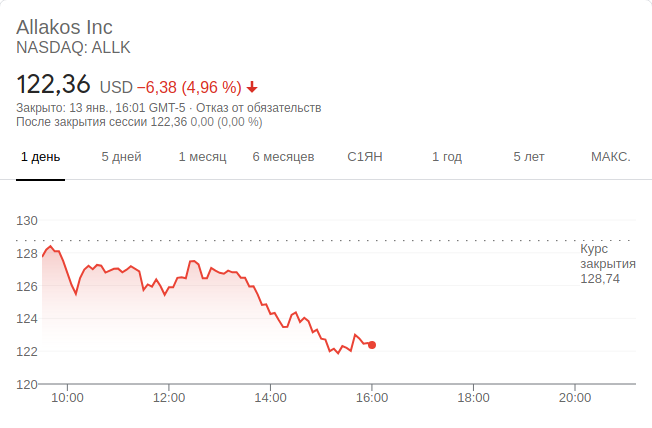 Allakos Inc
NASDAQ: ALLK
122,36 USD −6,38 (4,96 %)
Закрыто: 13 янв., 16:01 GMT-5 · Отказ от обязательств
После закрытия сессии 122,36 0,00 (0,00 %)
1 день 5 дней 1 месяц 6 месяцев С1ЯН 1 год 5 лет МАКС.
130
128
126
124
122
120
Курс
закрытия
128,74
10:00 12:00 14:00 16:00 18:00 20:00